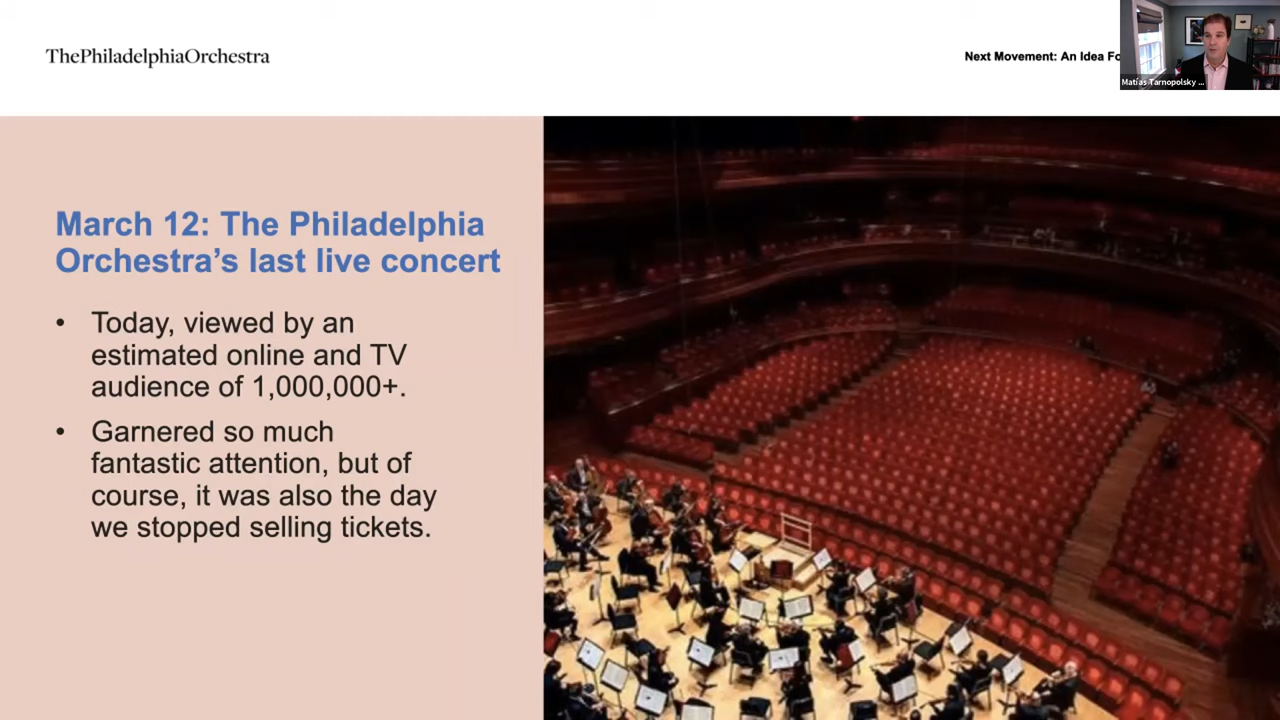 ThePhiladelphiaOrchestra
Next Movement: An Idea Fo
Matías Tarnopolsky ...
March 12: The Philadelphia
Orchestra’s last live concert
• Today, viewed by an
estimated online and TV
audience of 1,000,000+.
• Garnered so much
fantastic attention, but of
course, it was also the day
we stopped selling tickets.